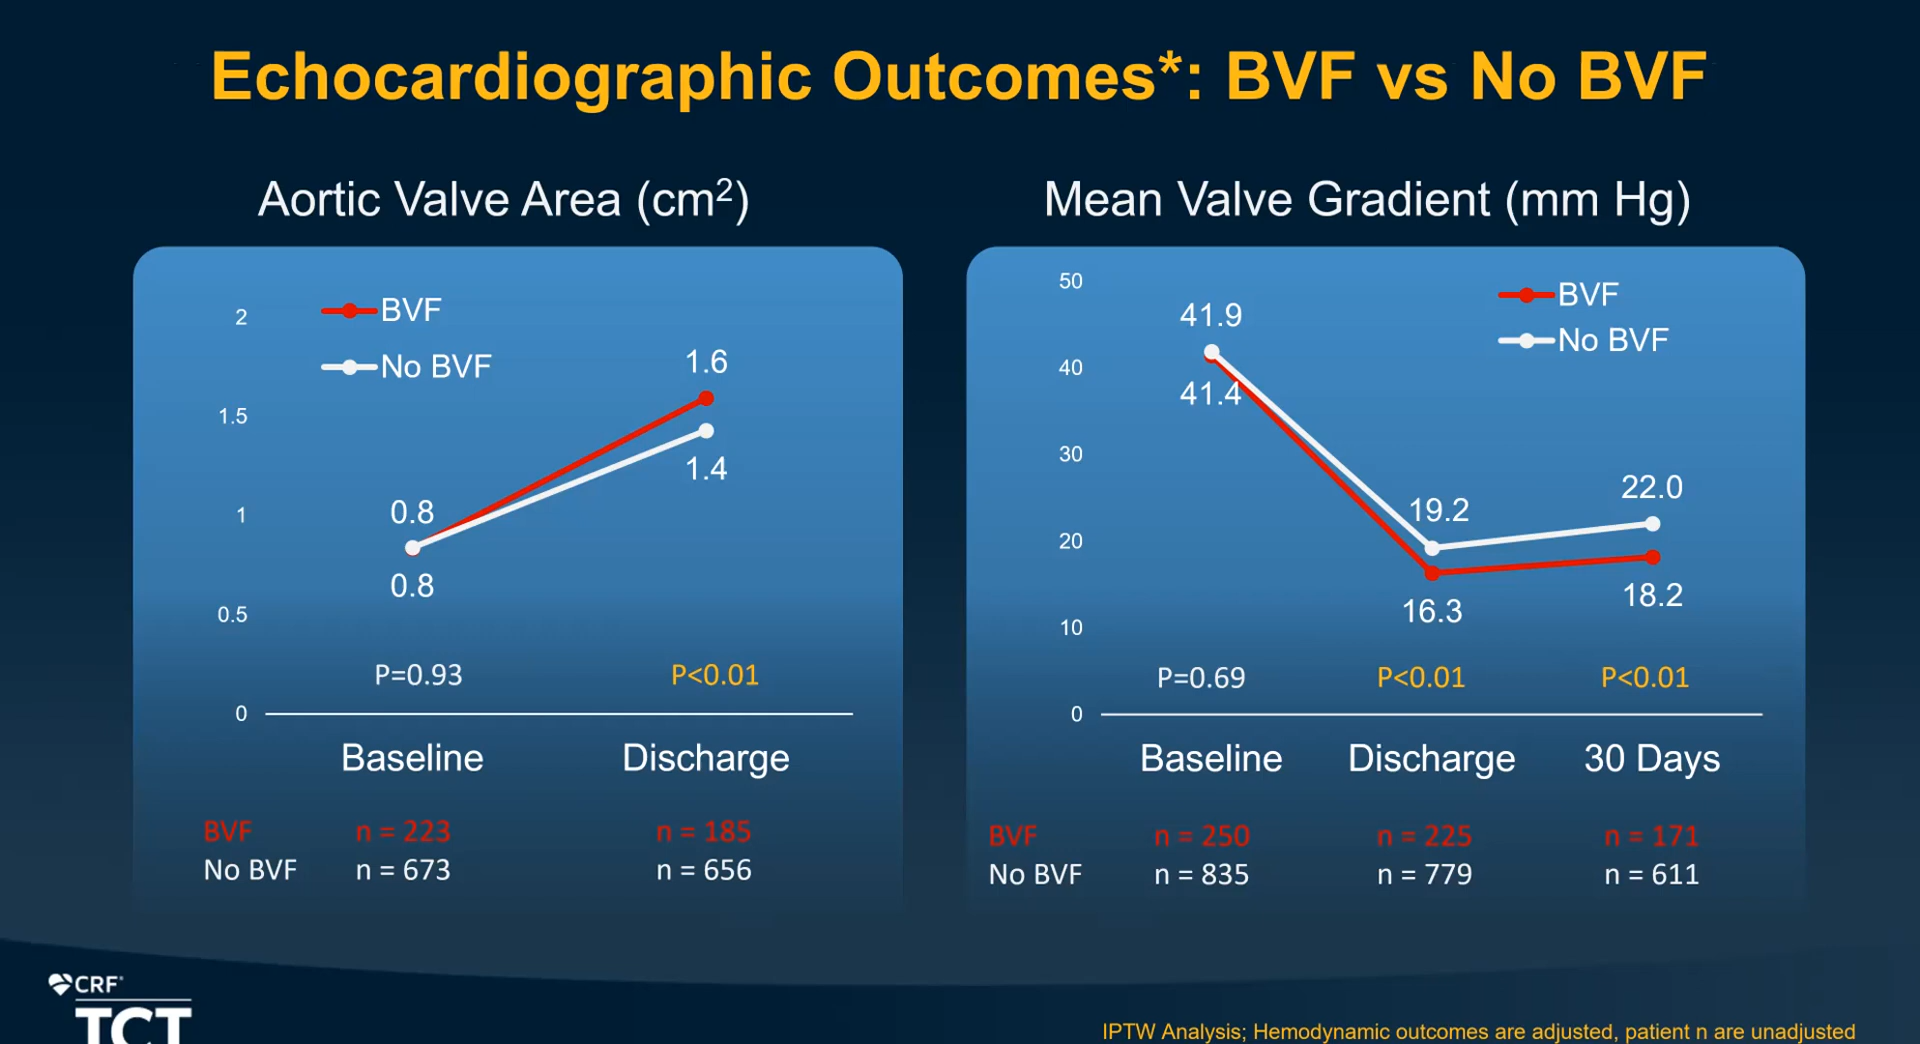 Echocardiographic Outcomes*: BVF vs No BVF
Aortic Valve Area (cm²)
BVF
No BVF
2
1.5
1
0.5
0
0.8
0.8
1.6
1.4
P=0.93
P<0.01
Baseline
Discharge
BVF n = 223 n = 185
No BVF n = 673 n = 656
Mean Valve Gradient (mm Hg)
BVF
No BVF
50
40
30
20
10
0
41.9
41.4
19.2
16.3
22.0
18.2
P=0.69
P<0.01
P<0.01
Baseline
Discharge
30 Days
BVF n = 250 n = 225 n = 171
No BVF n = 835 n = 779 n = 611
CRF®
TCT
IPTW Analysis; Hemodynamic outcomes are adjusted, patient n are unadjusted